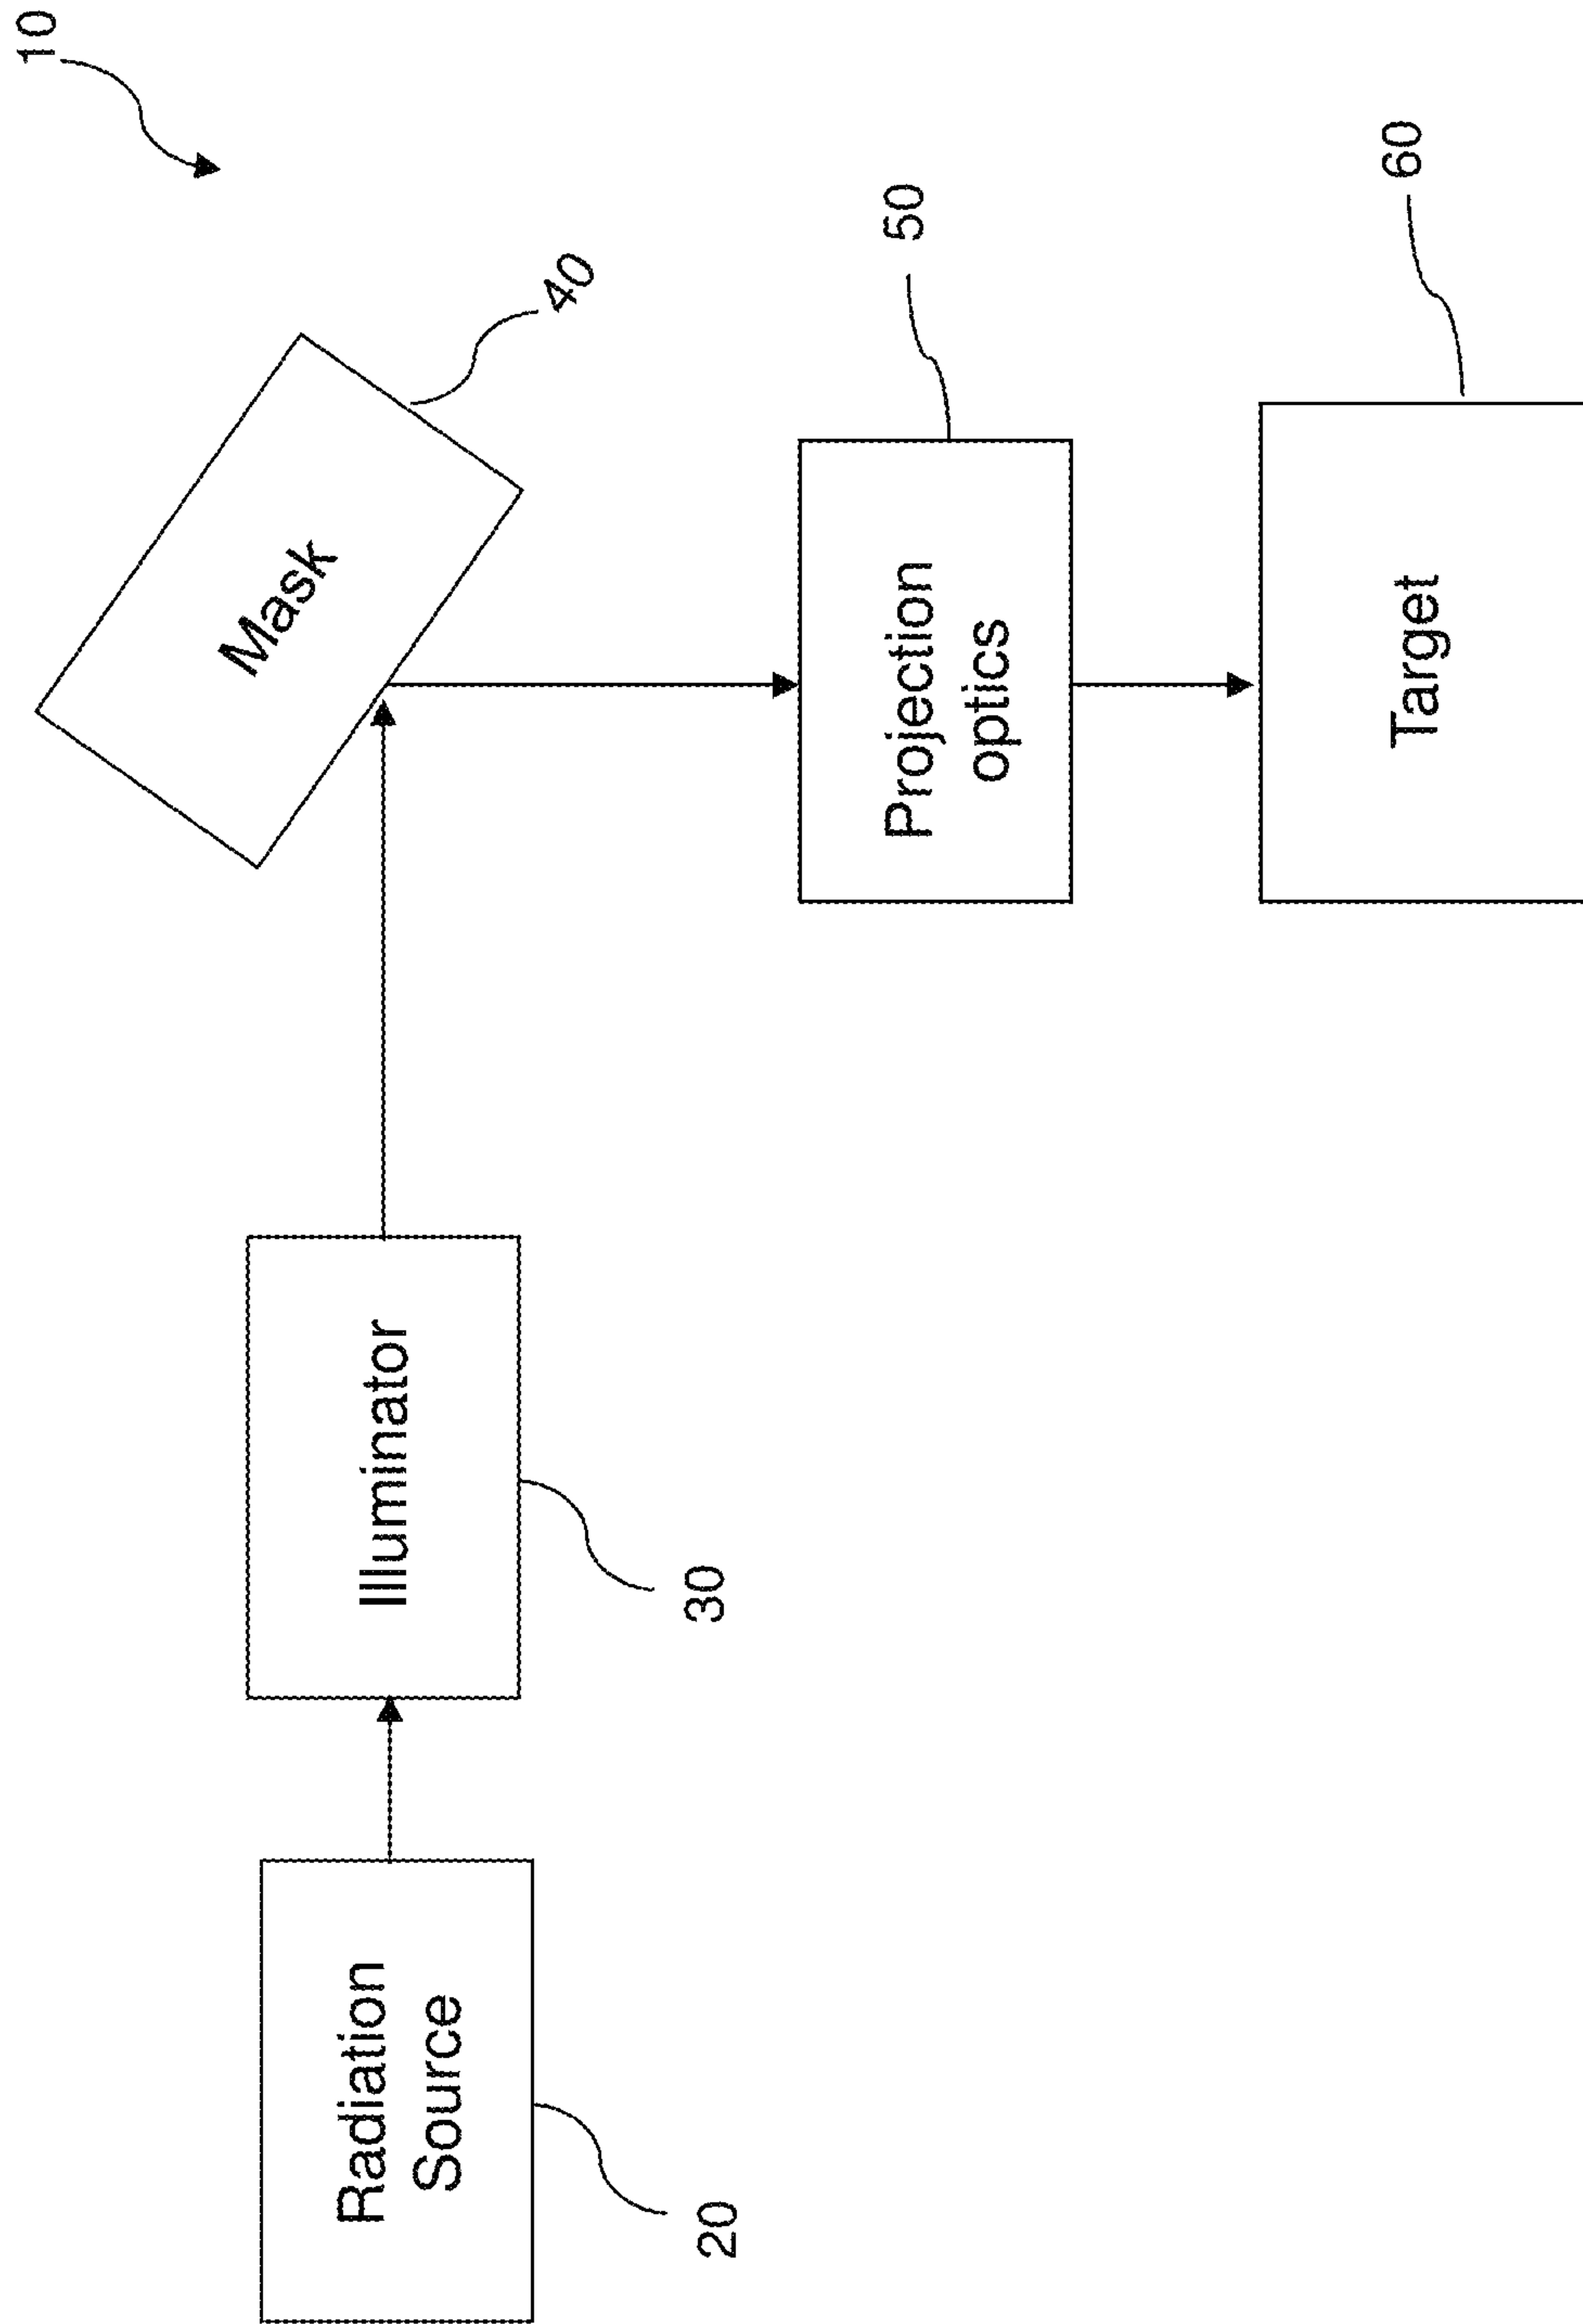 10
Mask
40
Radiation
Source
20
Illuminator
30
Projection
optics
50
Target
60